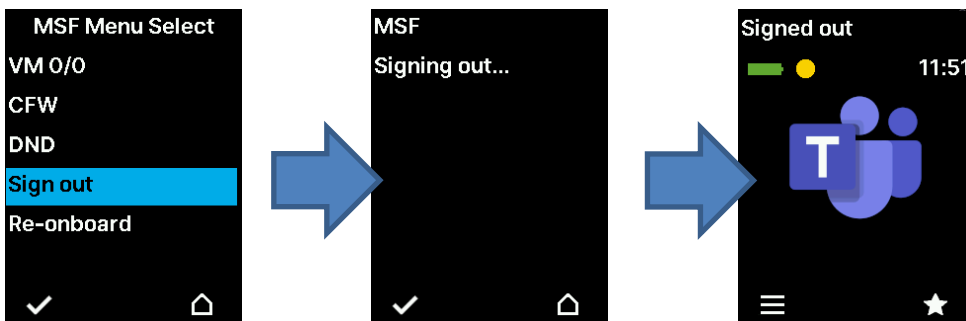 MSF Menu Select
VM 0/0
CFW
DND
Sign out
Re-onboard
MSF
Signing out...
Signed out
11:51
T